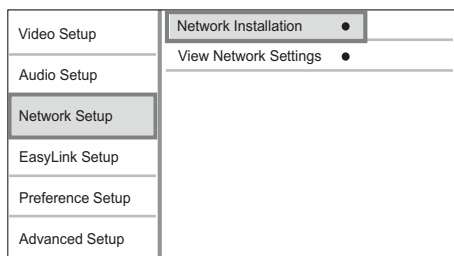 Video Setup
Audio Setup
Network Setup
EasyLink Setup
Preference Setup
Advanced Setup
Network Installation ●
View Network Settings ●